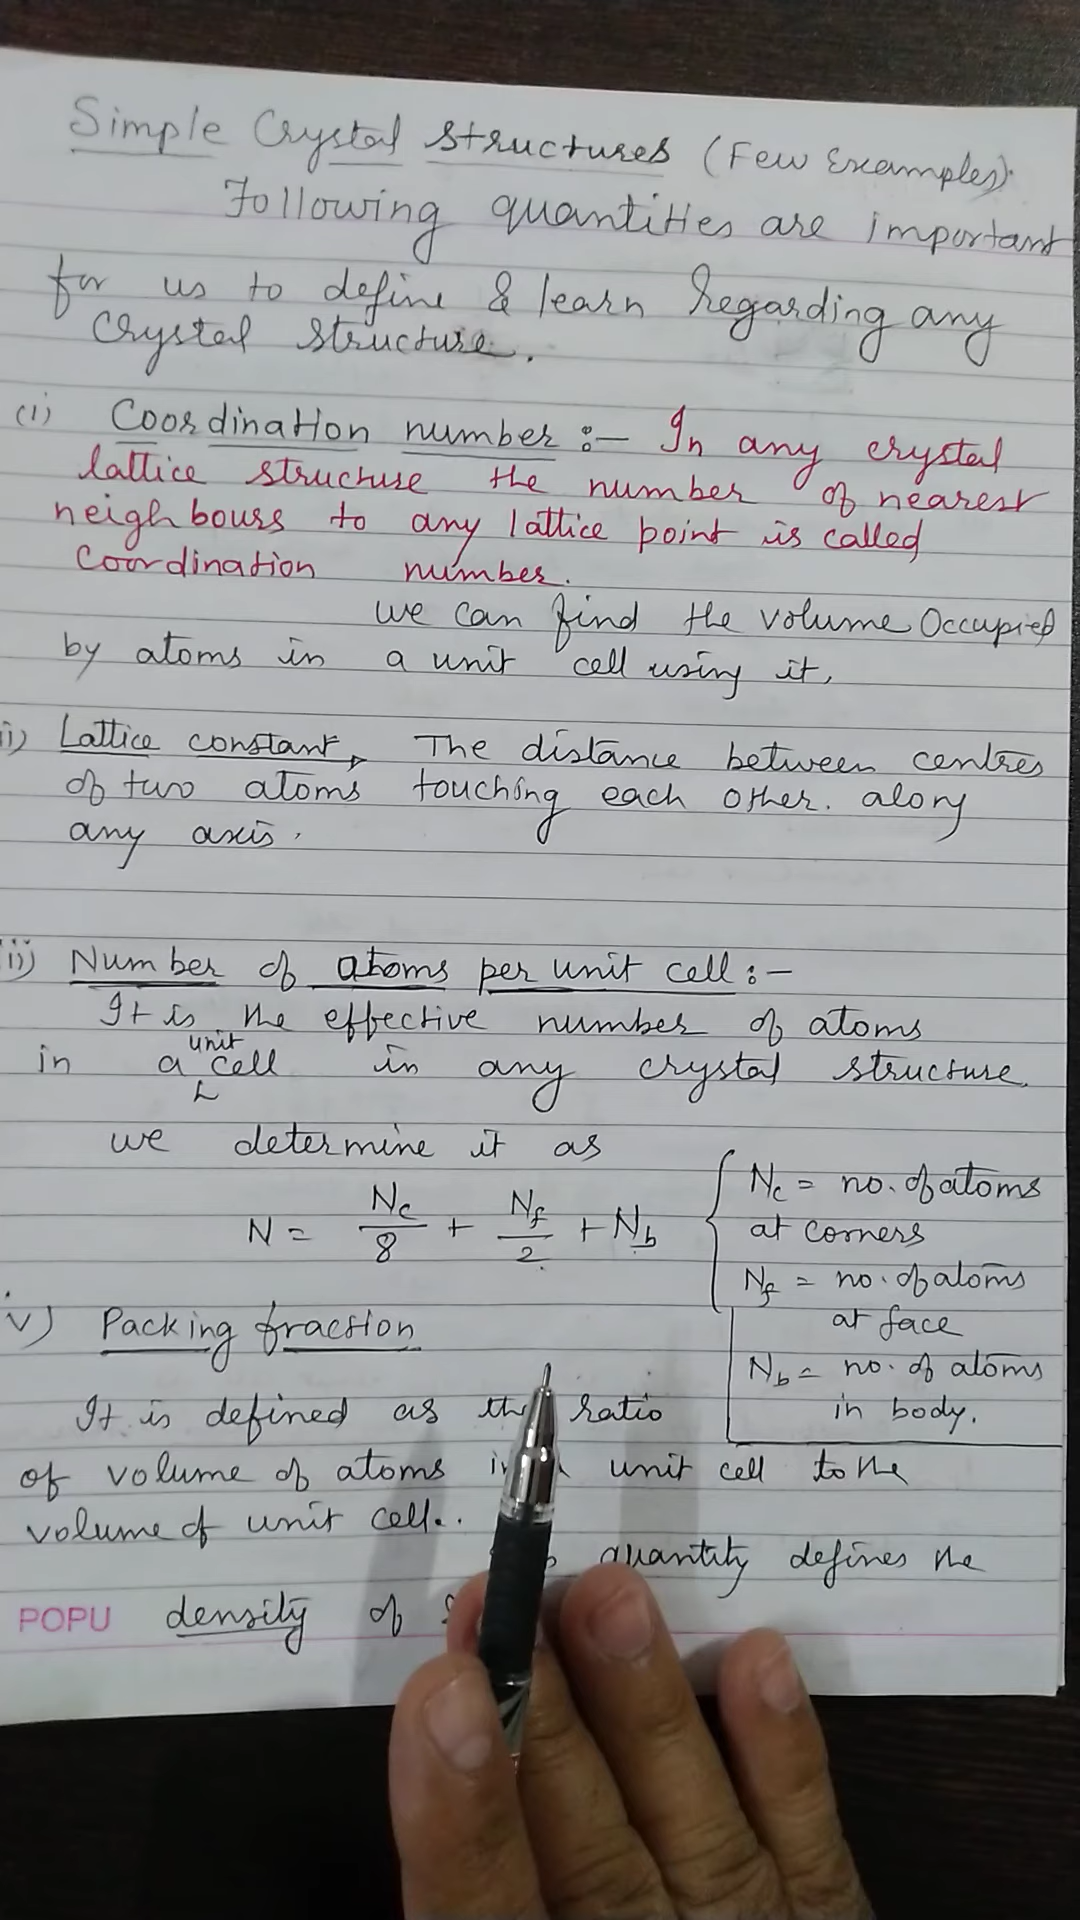 Simple Crystal Structures (Few Examples).
Following quantities are important
for us to define & learn Regarding any
Crystal Structure.
(i) Coordination number :- In any crystal
lattice structure the number of nearest
neighbours to any lattice point is called
Coordination number.
we can find the volume Occupied
by atoms in a unit cell using it.
i) Lattice constant, The distance between centres
of two atoms touching each other. along
any axis.
ii) Number of atoms per unit cell :-
It is the effective number of atoms
in a unit cell in any crystal structure.
we determine it as
N = Nc/8 + Nf/2 + Nb
Nc = no. of atoms
at corners
Nf = no. of atoms
at face
Nb = no. of atoms
in body.
iv) Packing fraction
It is defined as the ratio
of volume of atoms in unit cell to the
volume of unit cell..
quantity defines the
POPU density of